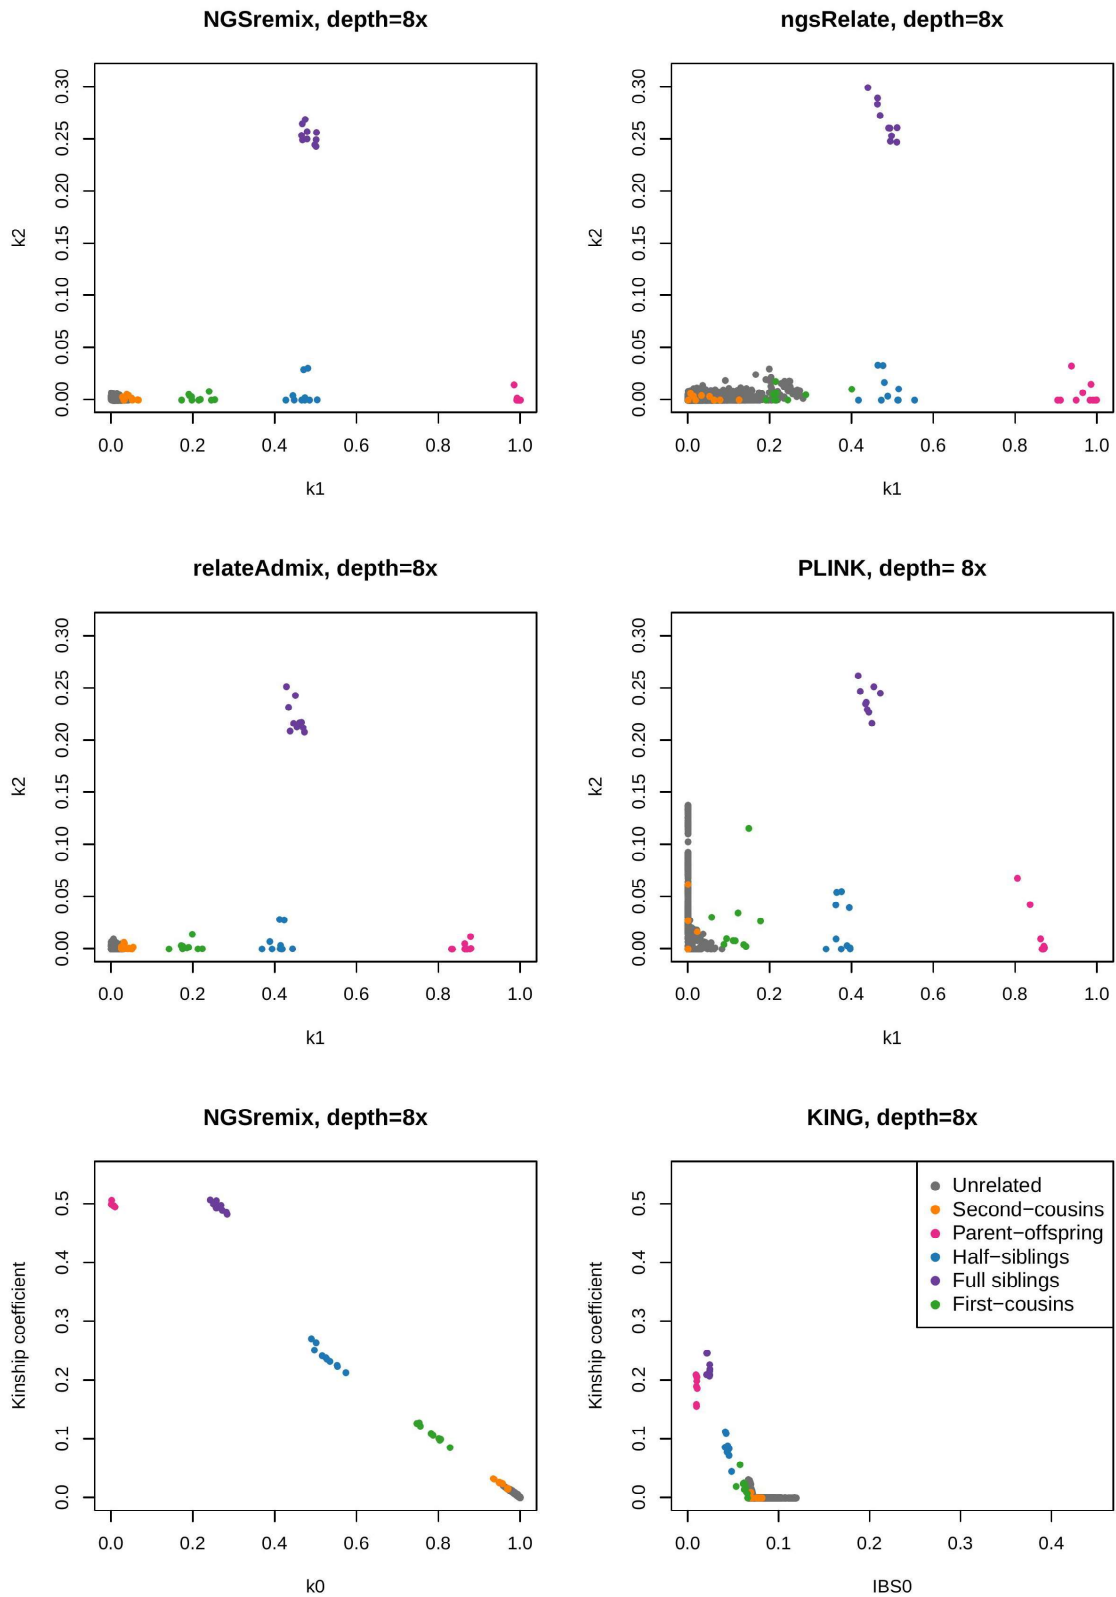 NGSremix, depth=8x
k2
0.30
0.25
0.20
0.15
0.10
0.05
0.00
0.0 0.2 0.4 0.6 0.8 1.0
k1
ngsRelate, depth=8x
k2
0.30
0.25
0.20
0.15
0.10
0.05
0.00
0.0 0.2 0.4 0.6 0.8 1.0
k1
relateAdmix, depth=8x
k2
0.30
0.25
0.20
0.15
0.10
0.05
0.00
0.0 0.2 0.4 0.6 0.8 1.0
k1
PLINK, depth= 8x
k2
0.30
0.25
0.20
0.15
0.10
0.05
0.00
0.0 0.2 0.4 0.6 0.8 1.0
k1
NGSremix, depth=8x
Kinship coefficient
0.5
0.4
0.3
0.2
0.1
0.0
0.0 0.2 0.4 0.6 0.8 1.0
k0
KING, depth=8x
Kinship coefficient
0.5
0.4
0.3
0.2
0.1
0.0
Unrelated
Second−cousins
Parent−offspring
Half−siblings
Full siblings
First−cousins
0.0 0.1 0.2 0.3 0.4
IBS0